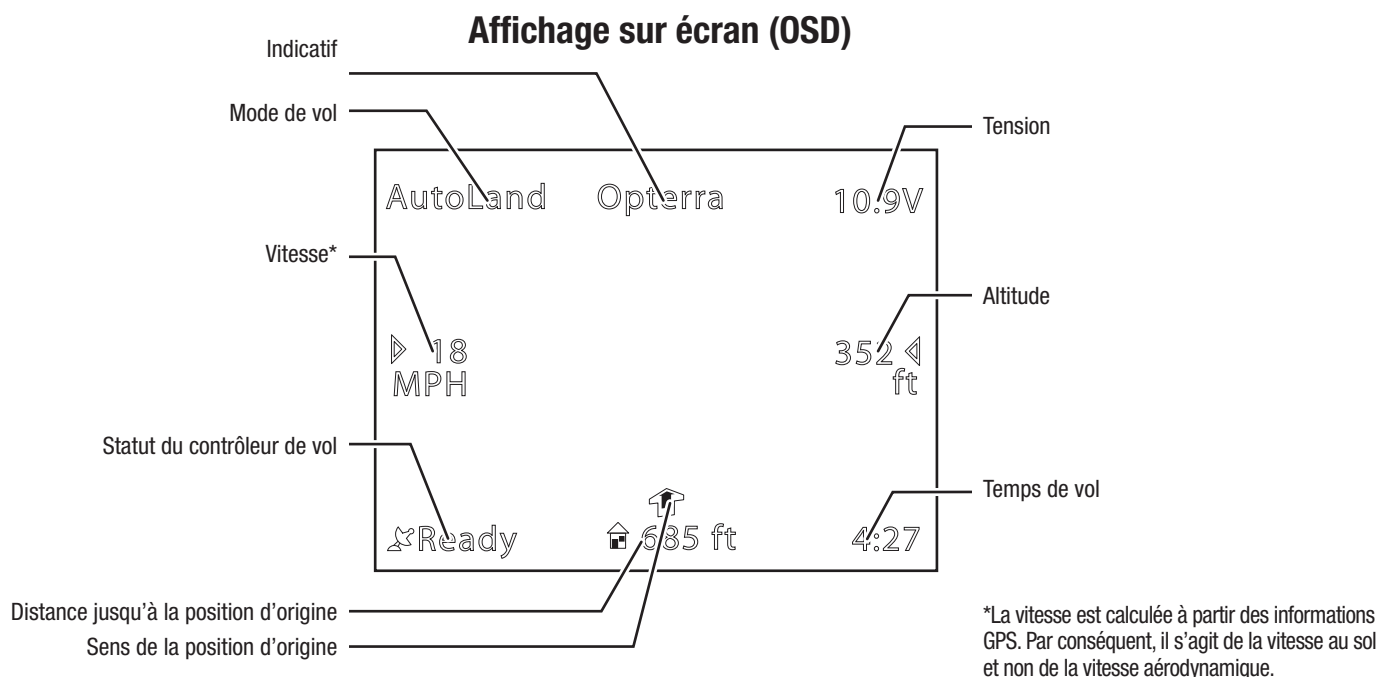 Affichage sur écran (OSD)
Indicatif
Mode de vol
Tension
AutoLand
Opterra
10.9V
Vitesse*
Altitude
18
MPH
352
ft
Statut du contrôleur de vol
Temps de vol
Ready
685 ft
4:27
Distance jusqu’à la position d’origine
Sens de la position d’origine
*La vitesse est calculée à partir des informations
GPS. Par conséquent, il s’agit de la vitesse au sol
et non de la vitesse aérodynamique.